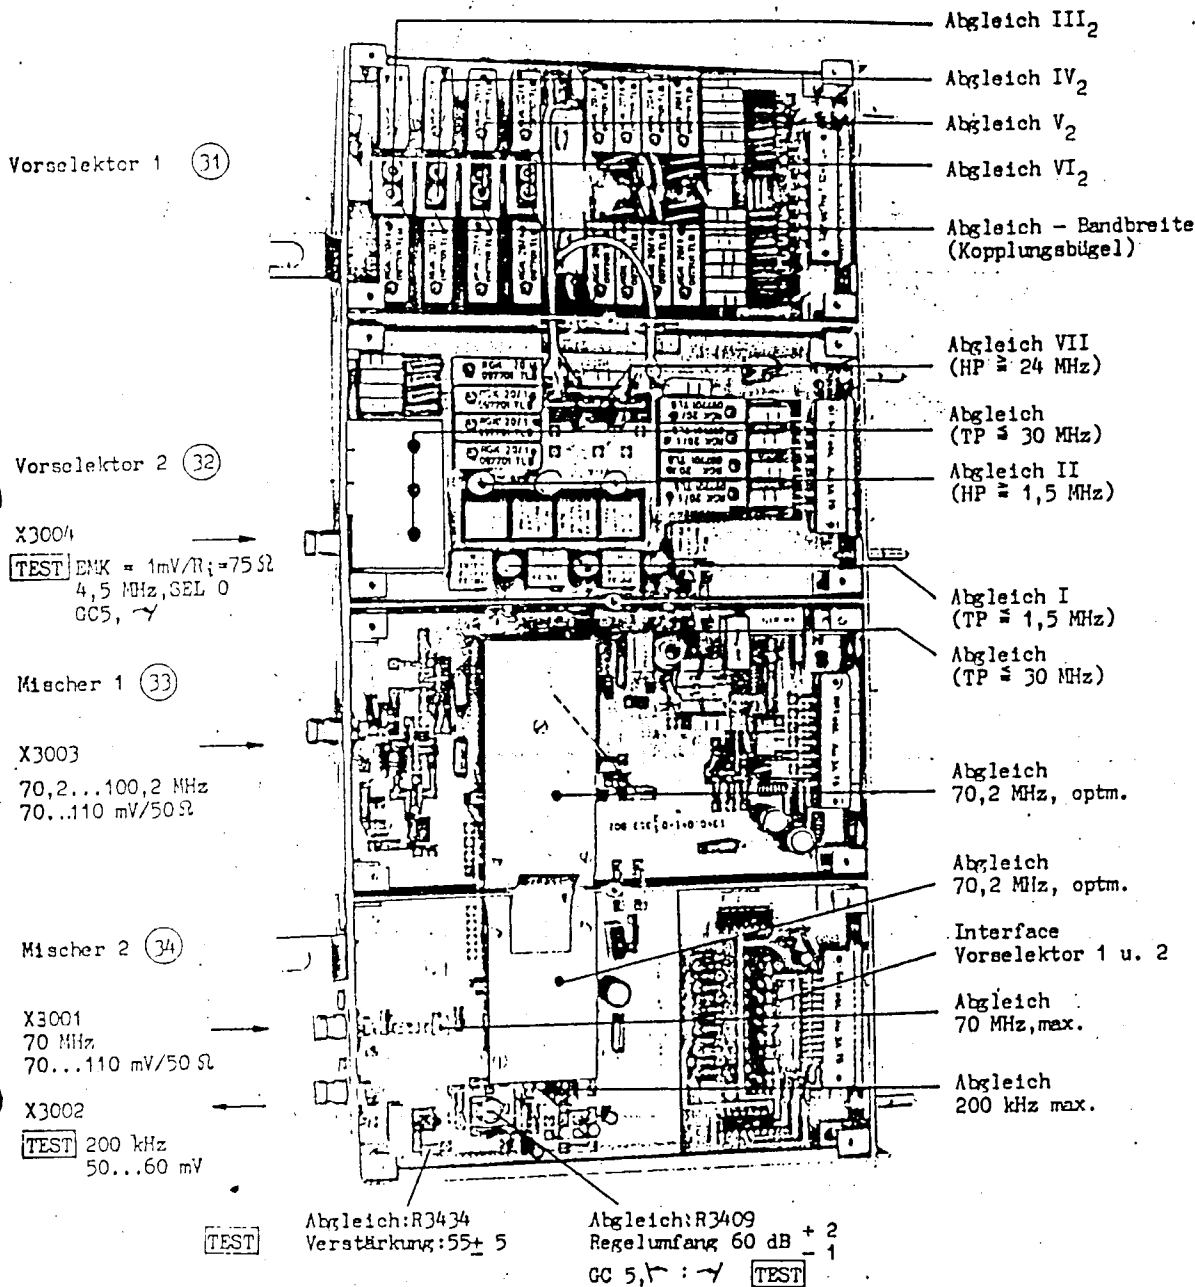 Abgleich III2
Abgleich IV2
Abgleich V2
Abgleich VI2
Abgleich - Bandbreite
(Kopplungsbügel)
Vorselektor 1 (31)
Abgleich VII
(HP ≧ 24 MHz)
Abgleich
(TP ≦ 30 MHz)
Abgleich II
(HP ≧ 1,5 MHz)
Vorselektor 2 (32)
X3004
TEST EMK = 1mV/Ri=75 Ω
4,5 MHz,SEL 0
GC5,
Abgleich I
(TP ≦ 1,5 MHz)
Abgleich
(TP ≦ 30 MHz)
Mischer 1 (33)
X3003
70,2...100,2 MHz
70...110 mV/50 Ω
Abgleich
70,2 MHz, optm.
Abgleich
70,2 MHz, optm.
Interface
Vorselektor 1 u. 2
Mischer 2 (34)
X3001
70 MHz
70...110 mV/50 Ω
Abgleich
70 MHz,max.
Abgleich
200 kHz max.
X3002
TEST 200 kHz
50...60 mV
TEST
Abgleich:R3434
Verstärkung:55± 5
Abgleich:R3409
Regelumfang 60 dB + 2 - 1
GC 5, : TEST